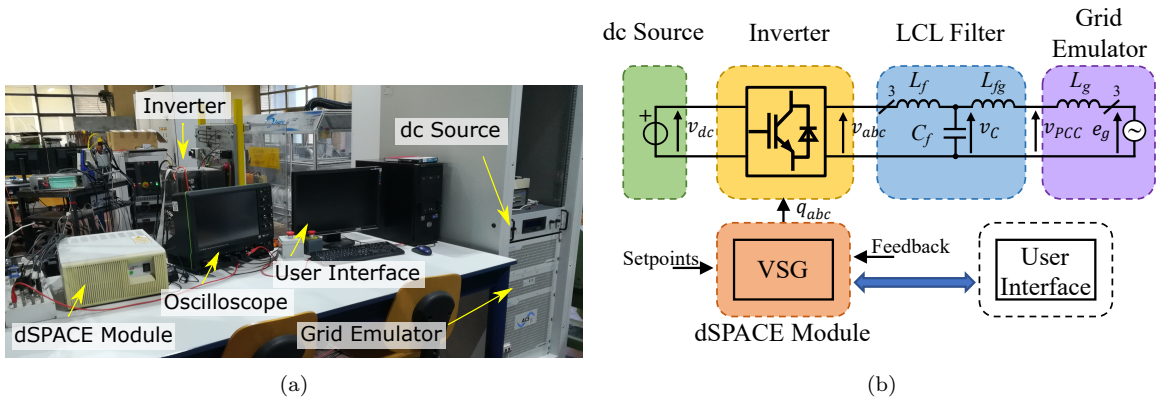 Inverter
dc Source
User Interface
Oscilloscope
dSPACE Module
Grid Emulator
(a)
dc Source
Inverter
LCL Filter
Grid
Emulator
3
L_f
L_fg
L_g
3
+
v_dc
v_abc
C_f
v_C
v_PCC
e_g
q_abc
Setpoints
VSG
Feedback
User
Interface
dSPACE Module
(b)